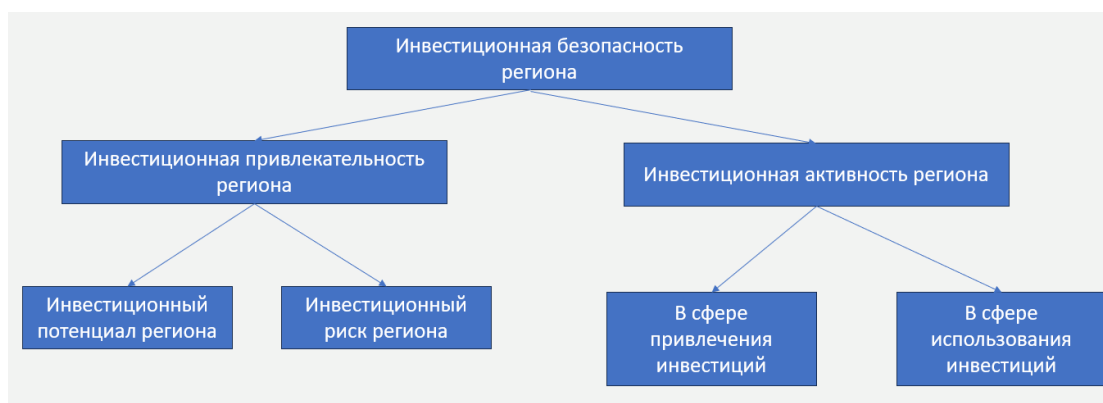 Инвестиционная безопасность
региона
Инвестиционная привлекательность
региона
Инвестиционная активность региона
Инвестиционный
потенциал региона
Инвестиционный
риск региона
В сфере
привлечения
инвестиций
В сфере
использования
инвестиций